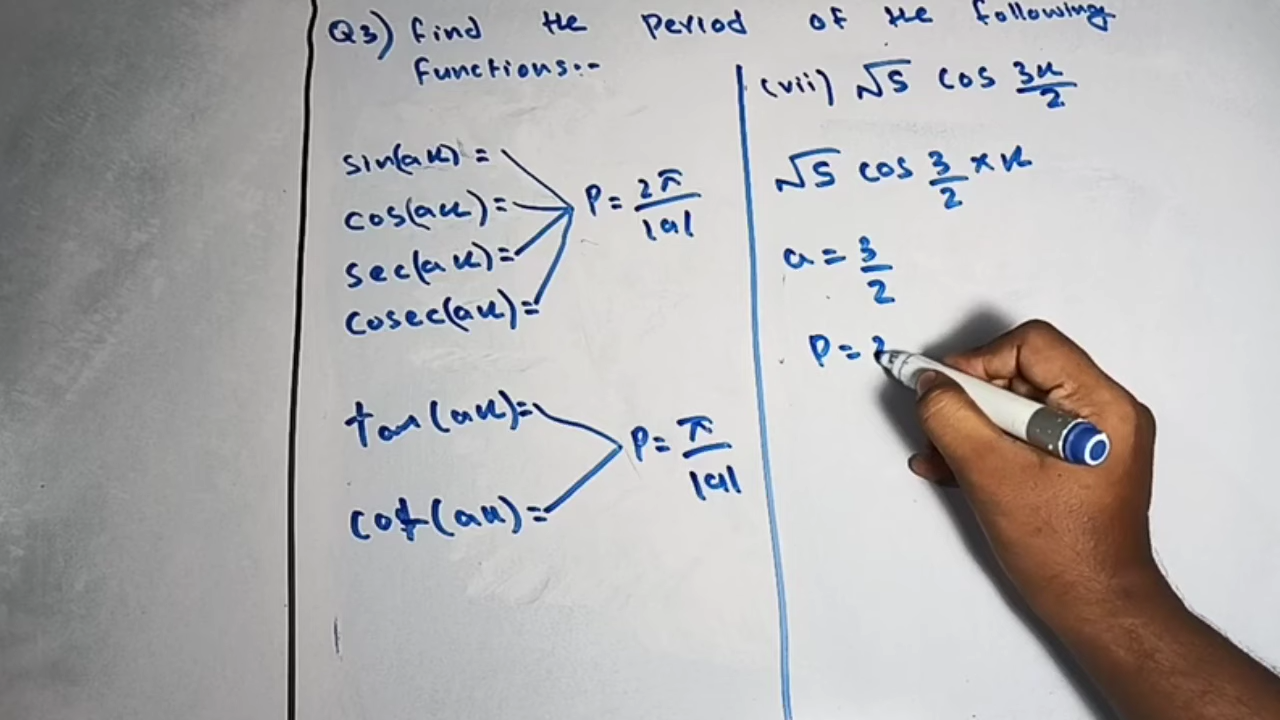 Q3) Find the period of the following
functions:-
sin(ax) =
cos(ax) =
sec(ax) =
cosec(ax) =
P = 2π/|a|
tan(ax) =
cot(ax) =
P = π/|a|
(vii) √5 cos 3x/2
√5 cos 3/2 × x
a = 3/2
P = 2